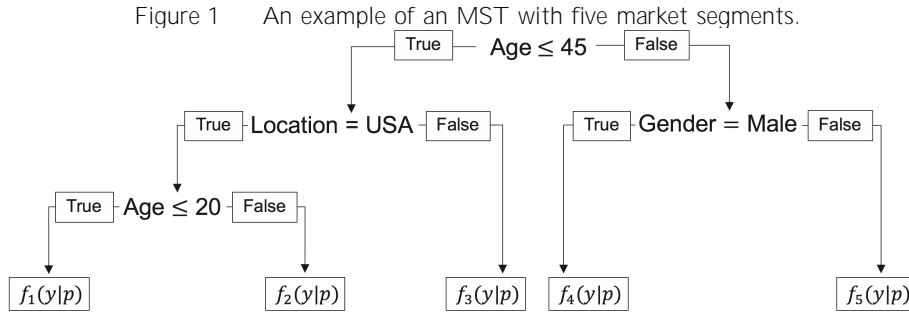 Figure 1 An example of an MST with five market segments.
True Age ≤ 45 False
True Location = USA False True Gender = Male False
True Age ≤ 20 False
f₁(y|p) f₂(y|p) f₃(y|p) f₄(y|p) f₅(y|p)